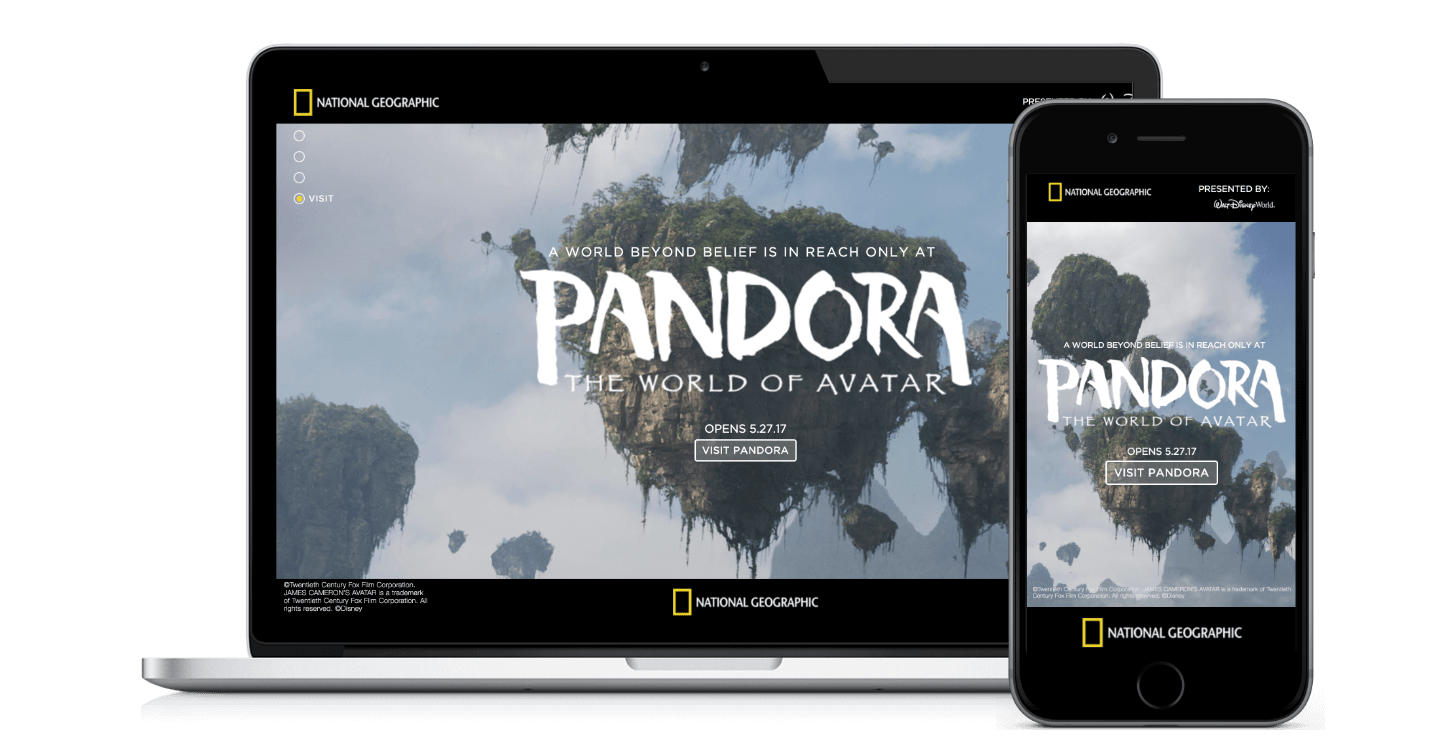 NATIONAL GEOGRAPHIC
VISIT
A WORLD BEYOND BELIEF IS IN REACH ONLY AT
PANDORA
THE WORLD OF AVATAR
OPENS 5.27.17
VISIT PANDORA
©Twentieth Century Fox Film Corporation.
JAMES CAMERON'S AVATAR is a trademark
of Twentieth Century Fox Film Corporation. All
rights reserved. ©Disney
NATIONAL GEOGRAPHIC
NATIONAL GEOGRAPHIC
PRESENTED BY:
Walt Disney World.
A WORLD BEYOND BELIEF IS IN REACH ONLY AT
PANDORA
THE WORLD OF AVATAR
OPENS 5.27.17
VISIT PANDORA
©Twentieth Century Fox Film Corporation. JAMES CAMERON'S AVATAR is a trademark of Twentieth
Century Fox Film Corporation. All rights reserved. ©Disney
NATIONAL GEOGRAPHIC